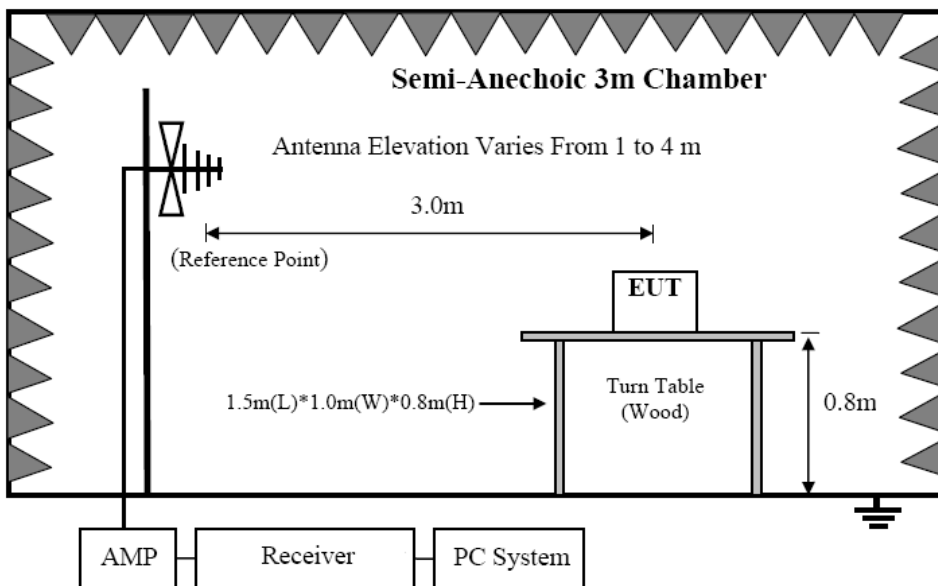 Semi-Anechoic 3m Chamber
Antenna Elevation Varies From 1 to 4 m
3.0m
(Reference Point)
EUT
1.5m(L)*1.0m(W)*0.8m(H)
Turn Table
(Wood)
0.8m
AMP
Receiver
PC System